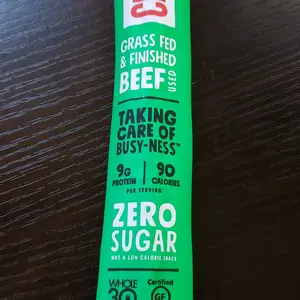 GRASS FED
& FINISHED
BEEF USED
TAKING
CARE OF
BUSY-NESS™
9G PROTEIN | 90 CALORIES
PER SERVING
ZERO
SUGAR
NOT A LOW CALORIE SNACK
WHOLE 30
Certified
GF